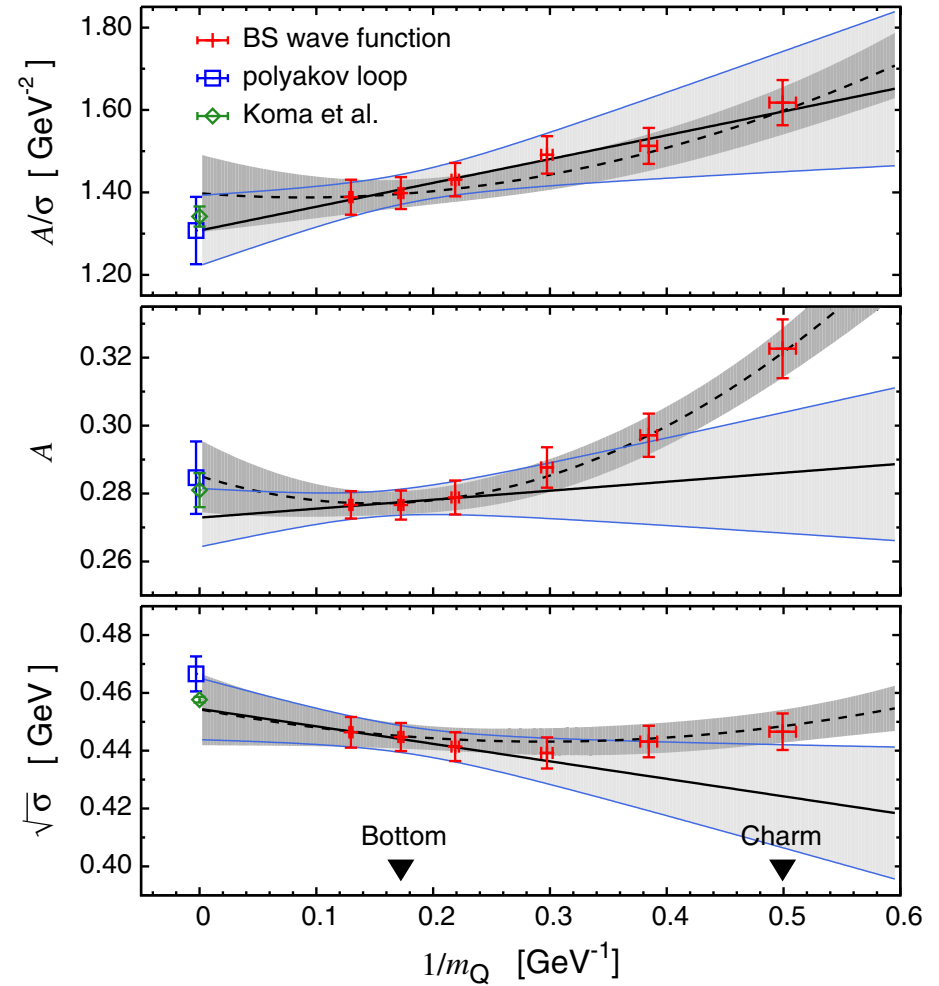 1.80
1.60
1.40
1.20
A/σ [ GeV⁻² ]
BS wave function
polyakov loop
Koma et al.
0.32
0.30
0.28
0.26
A
0.48
0.46
0.44
0.42
0.40
√σ [ GeV ]
Bottom
Charm
0 0.1 0.2 0.3 0.4 0.5 0.6
1/m_Q [GeV⁻¹]